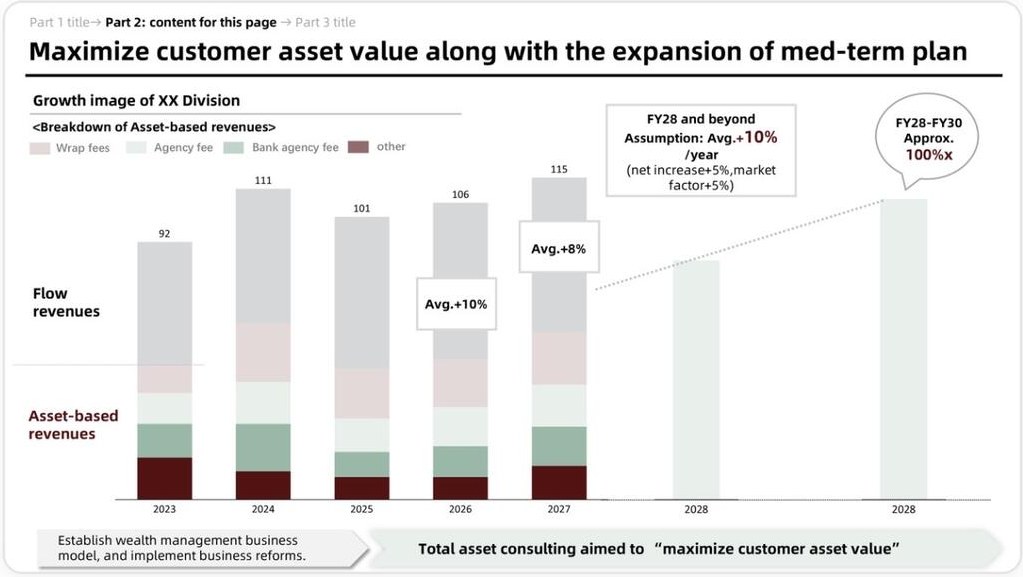 Part 1 title→ Part 2: content for this page → Part 3 title
Maximize customer asset value along with the expansion of med-term plan
Growth image of XX Division
<Breakdown of Asset-based revenues>
Wrap fees
Agency fee
Bank agency fee
other
FY28 and beyond
Assumption: Avg.+10%
/year
(net increase+5%,market
factor+5%)
FY28-FY30
Approx.
100%x
92
111
101
106
115
Avg.+10%
Avg.+8%
Flow
revenues
Asset-based
revenues
2023
2024
2025
2026
2027
2028
2028
Establish wealth management business
model, and implement business reforms.
Total asset consulting aimed to “maximize customer asset value”